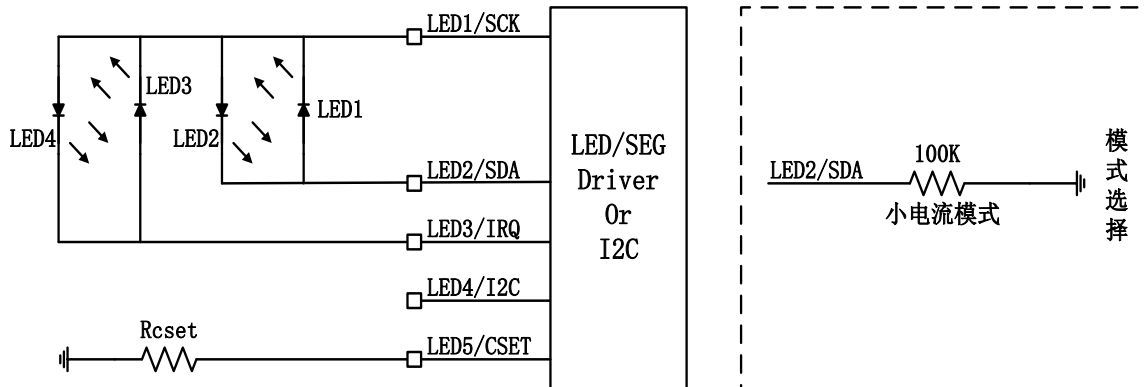 LED1/SCK
LED3
LED4
LED2
LED1
LED2/SDA
LED3/IRQ
LED4/I2C
Rcset
LED5/CSET
LED/SEG
Driver
Or
I2C
LED2/SDA
100K
小电流模式
模式选择